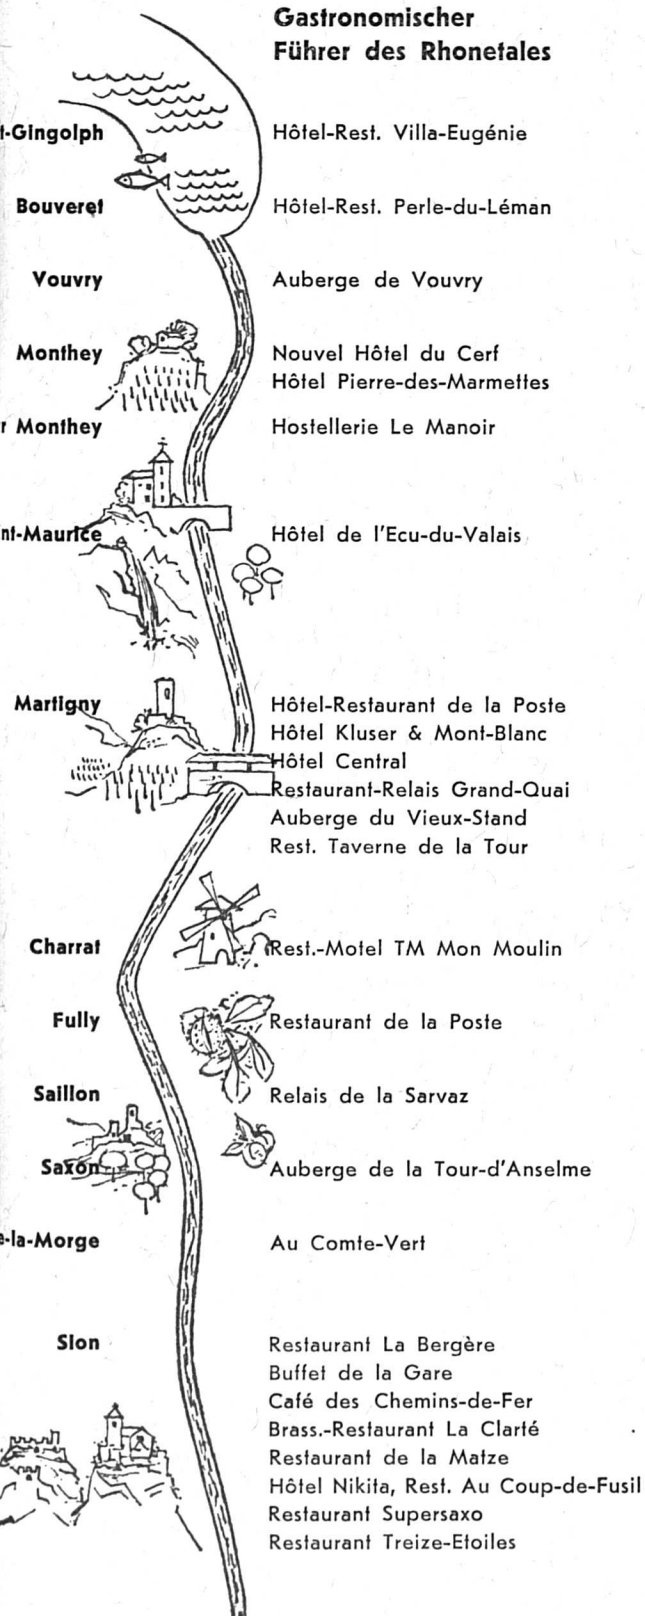 Gastronomischer
Führer des Rhonetales
t-Gingolph Hôtel-Rest. Villa-Eugénie
Bouveret Hôtel-Rest. Perle-du-Léman
Vouvry Auberge de Vouvry
Monthey Nouvel Hôtel du Cerf
Hôtel Pierre-des-Marmettes
r Monthey Hostellerie Le Manoir
nt-Maurice Hôtel de l'Ecu-du-Valais
Martigny Hôtel-Restaurant de la Poste
Hôtel Kluser & Mont-Blanc
Hôtel Central
Restaurant-Relais Grand-Quai
Auberge du Vieux-Stand
Rest. Taverne de la Tour
Charrat Rest.-Motel TM Mon Moulin
Fully Restaurant de la Poste
Saillon Relais de la Sarvaz
Saxon Auberge de la Tour-d'Anselme
e-la-Morge Au Comte-Vert
Sion Restaurant La Bergère
Buffet de la Gare
Café des Chemins-de-Fer
Brass.-Restaurant La Clarté
Restaurant de la Matze
Hôtel Nikita, Rest. Au Coup-de-Fusil
Restaurant Supersaxo
Restaurant Treize-Etoiles